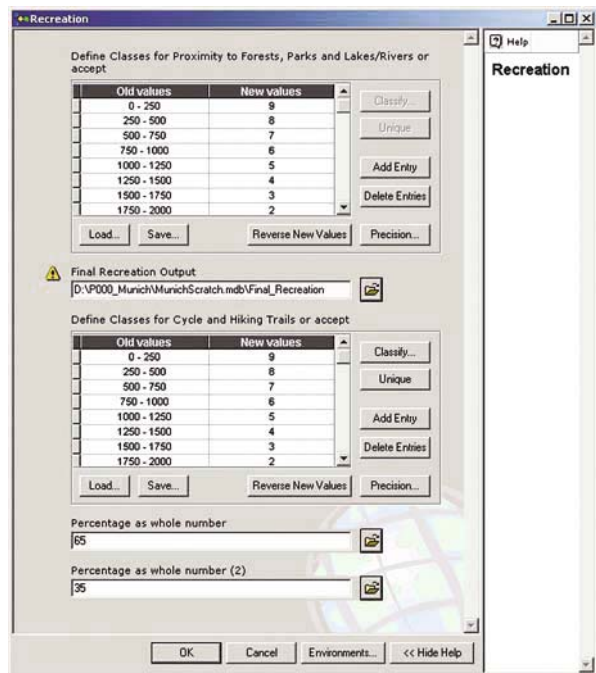 Recreation
Help
Recreation
Define Classes for Proximity to Forests, Parks and Lakes/Rivers or
accept
Old values New values
0 - 250 9
250 - 500 8
500 - 750 7
750 - 1000 6
1000 - 1250 5
1250 - 1500 4
1500 - 1750 3
1750 - 2000 2
Classify...
Unique
Add Entry
Delete Entries
Load... Save... Reverse New Values Precision...
Final Recreation Output
D:\P000_Munich\MunichScratch.mdb\Final_Recreation
Define Classes for Cycle and Hiking Trails or accept
Old values New values
0 - 250 9
250 - 500 8
500 - 750 7
750 - 1000 6
1000 - 1250 5
1250 - 1500 4
1500 - 1750 3
1750 - 2000 2
Classify...
Unique
Add Entry
Delete Entries
Load... Save... Reverse New Values Precision...
Percentage as whole number
65
Percentage as whole number (2)
35
OK Cancel Environments... << Hide Help